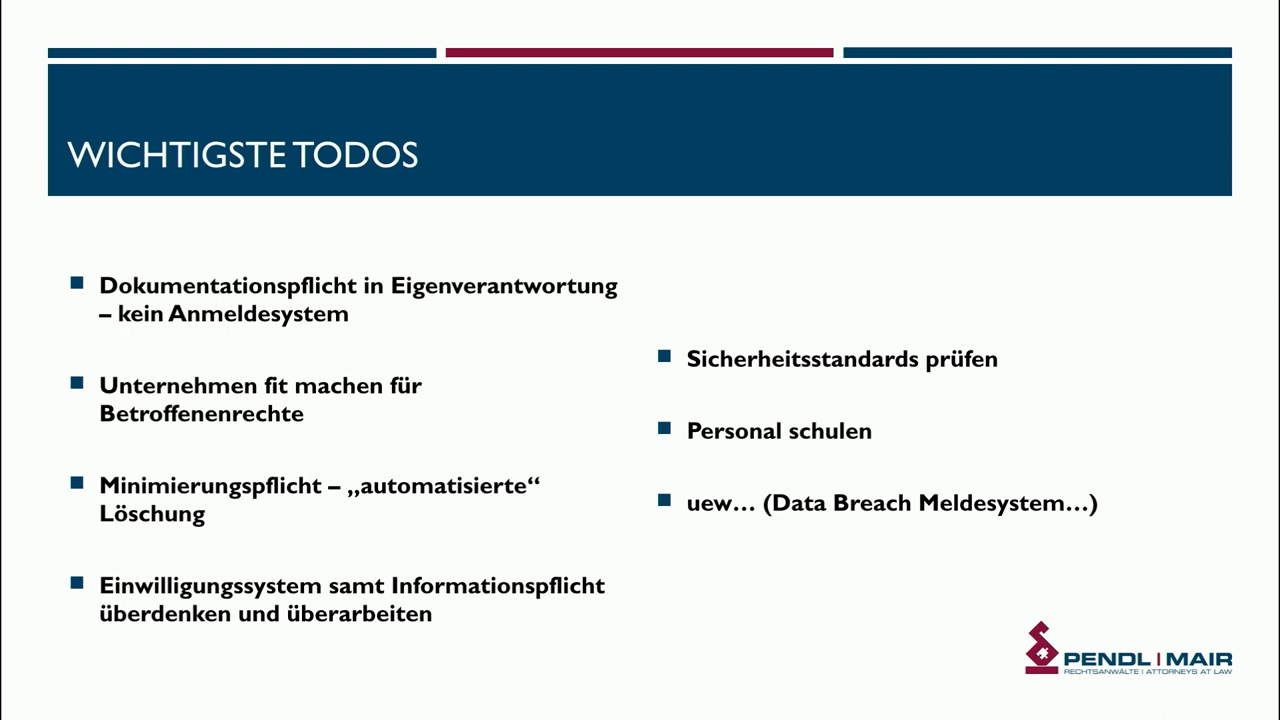 WICHTIGSTE TODOS
Dokumentationspflicht in Eigenverantwortung
– kein Anmeldesystem
Unternehmen fit machen für
Betroffenenrechte
Minimierungspflicht – „automatisierte“
Löschung
Einwilligungssystem samt Informationspflicht
überdenken und überarbeiten
Sicherheitsstandards prüfen
Personal schulen
uew… (Data Breach Meldesystem…)
PENDL | MAIR
RECHTSANWÄLTE | ATTORNEYS AT LAW